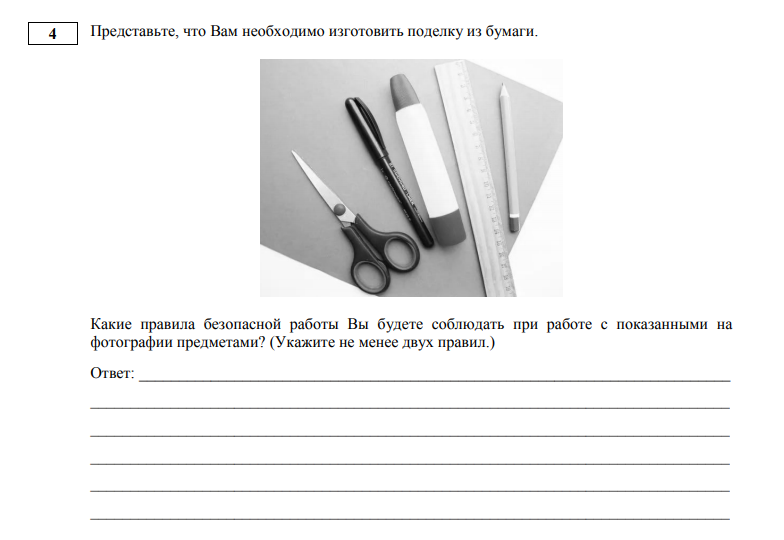 4
Представьте, что Вам необходимо изготовить поделку из бумаги.
Какие правила безопасной работы Вы будете соблюдать при работе с показанными на
фотографии предметами? (Укажите не менее двух правил.)
Ответ: